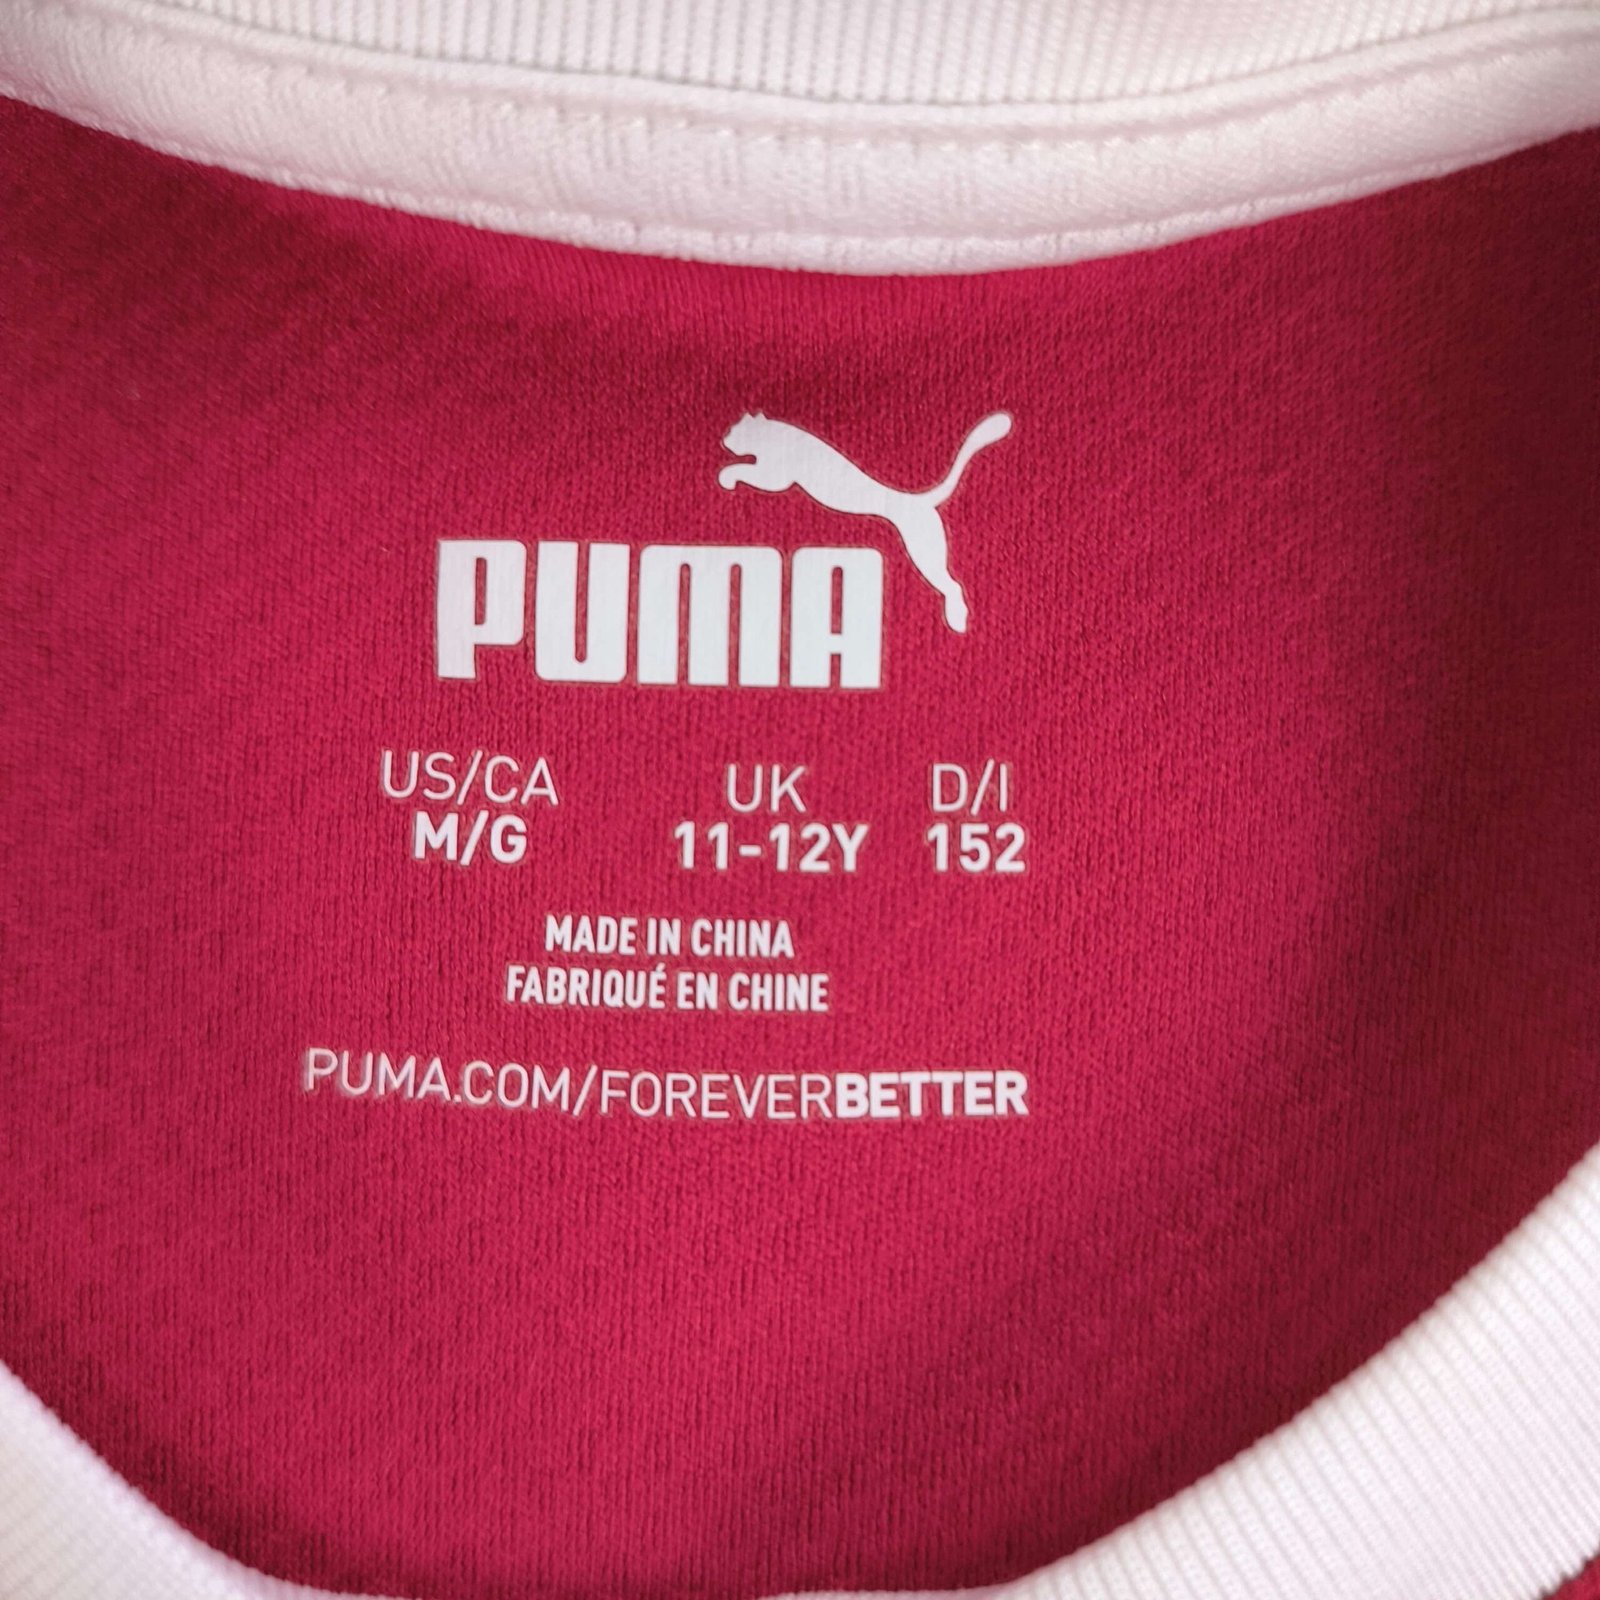 PUMA
US/CA UK D/I
M/G 11-12Y 152
MADE IN CHINA
FABRIQUÉ EN CHINE
PUMA.COM/FOREVERBETTER